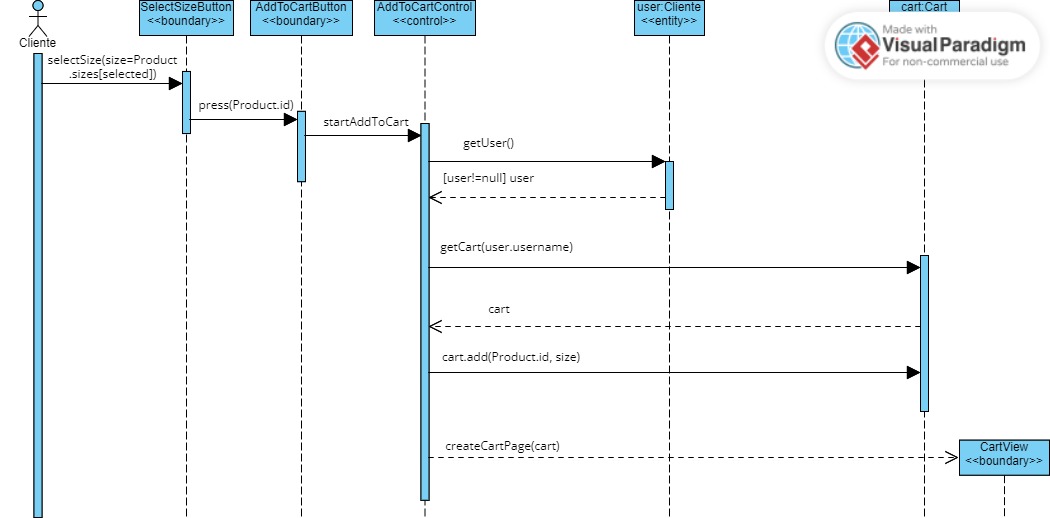 SelectSizeButton
<<boundary>>
AddToCartButton
<<boundary>>
AddToCartControl
<<control>>
user:Cliente
<<entity>>
cart:Cart
Made with
VisualParadigm
For non-commercial use
Cliente
selectSize(size=Product
.sizes[selected])
press(Product.id)
startAddToCart
getUser()
[user!=null] user
getCart(user.username)
cart
cart.add(Product.id, size)
createCartPage(cart)
CartView
<<boundary>>